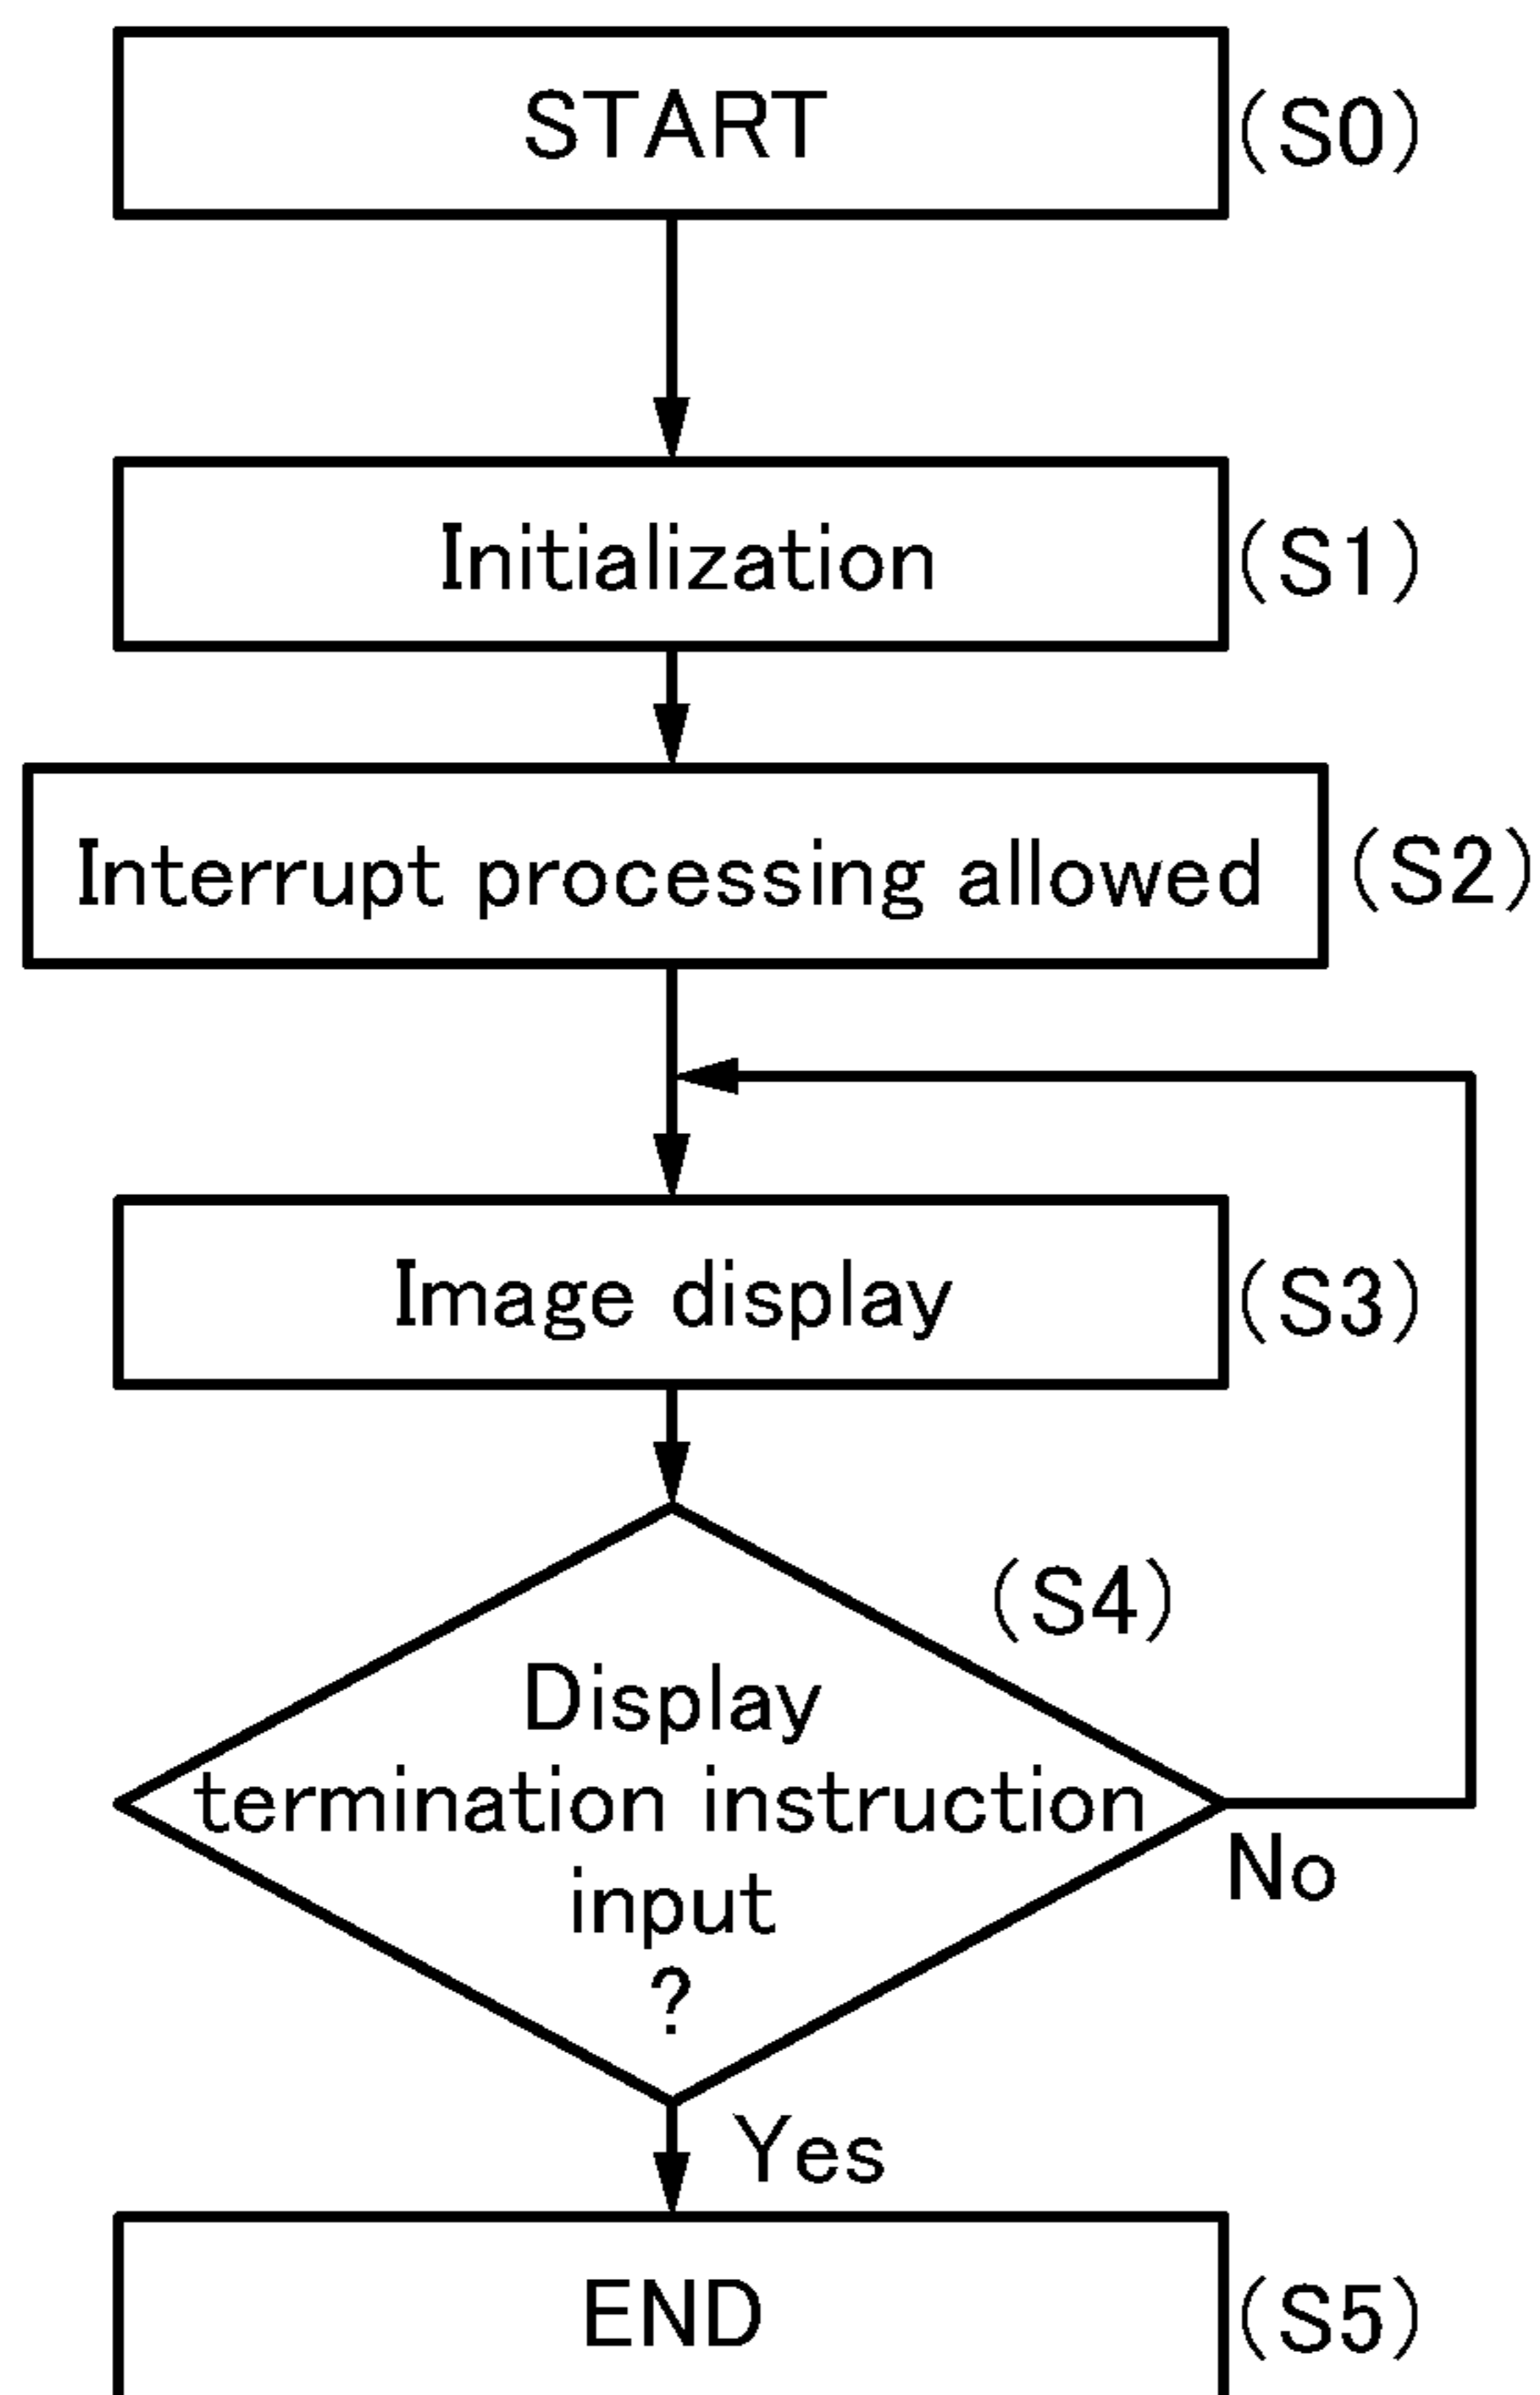 START
(S0)
Initialization
(S1)
Interrupt processing allowed
(S2)
Image display
(S3)
(S4)
Display
termination instruction
input
?
No
Yes
END
(S5)